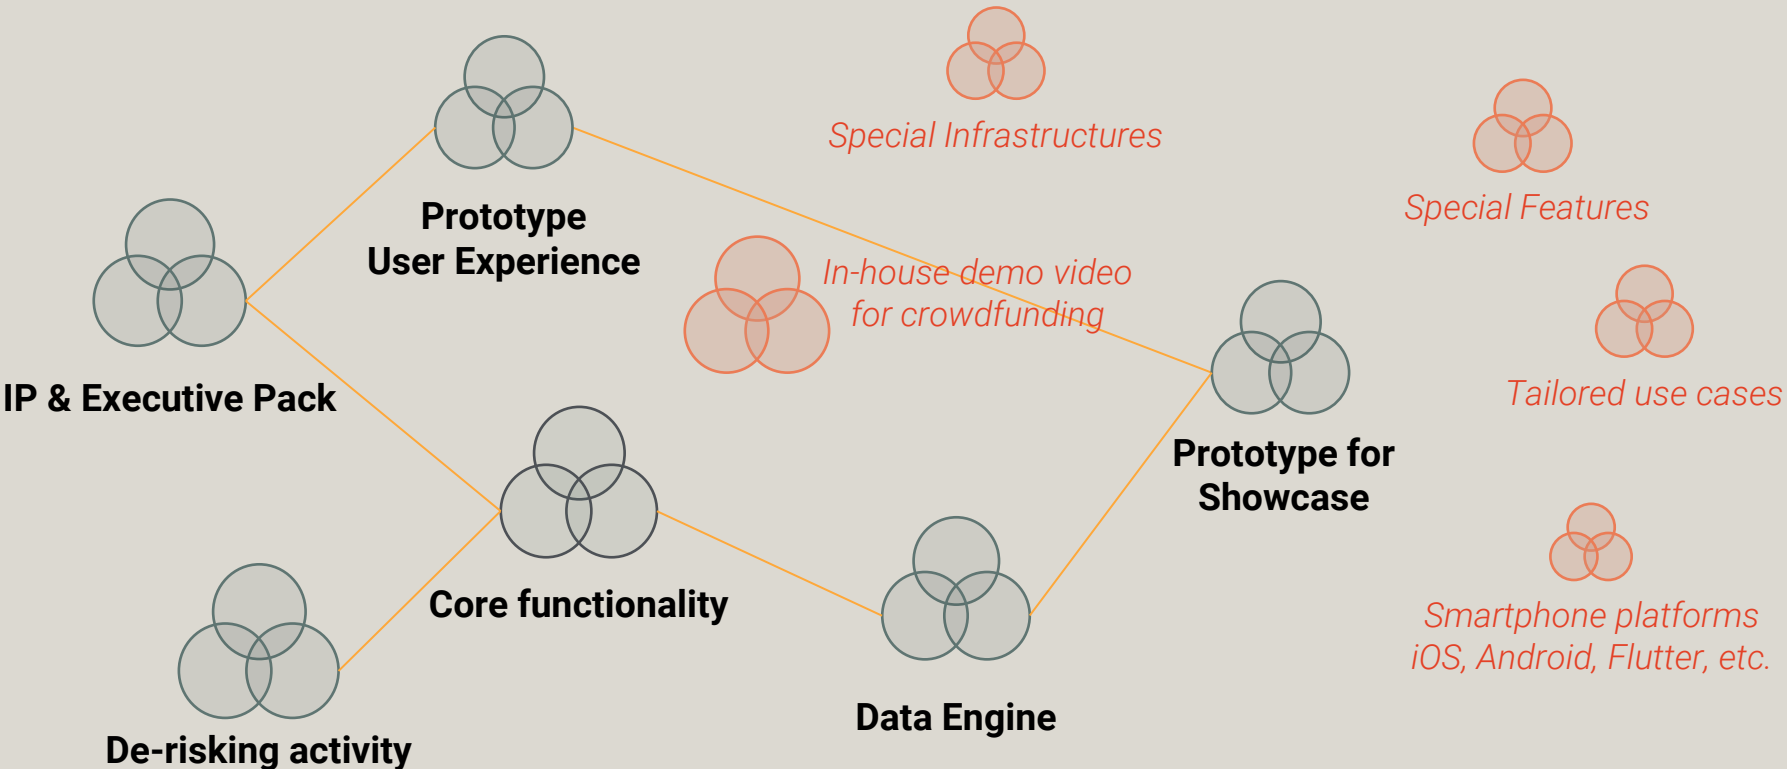 Special Infrastructures
Special Features
Prototype
User Experience
In-house demo video
for crowdfunding
IP & Executive Pack
Tailored use cases
Prototype for
Showcase
Core functionality
Smartphone platforms
iOS, Android, Flutter, etc.
Data Engine
De-risking activity